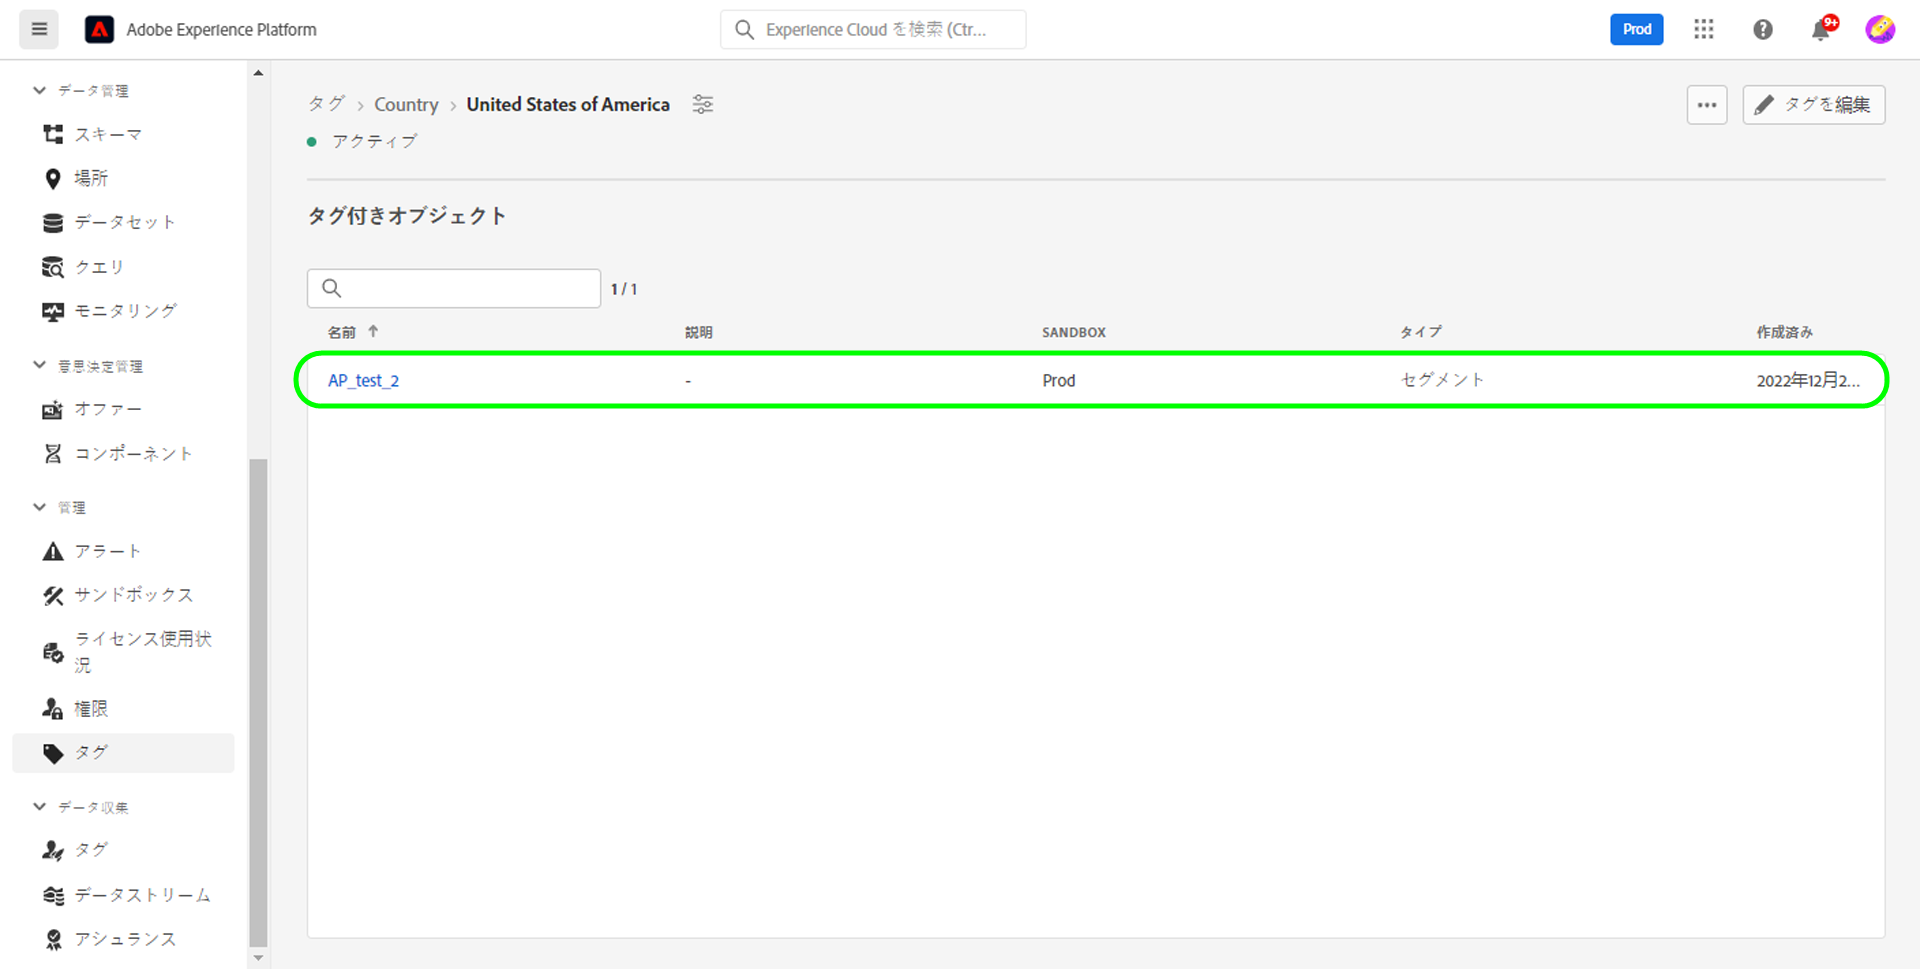 Adobe Experience Platform
Experience Cloud を検索 (Ctr...
Prod
9+
データ管理
スキーマ
場所
データセット
クエリ
モニタリング
意思決定管理
オファー
コンポーネント
管理
アラート
サンドボックス
ライセンス使用状
況
権限
タグ
データ収集
タグ
データストリーム
アシュランス
タグ > Country > United States of America
アクティブ
タグを編集
タグ付きオブジェクト
1 / 1
名前 説明 SANDBOX タイプ 作成済み
AP_test_2 - Prod セグメント 2022年12月2...